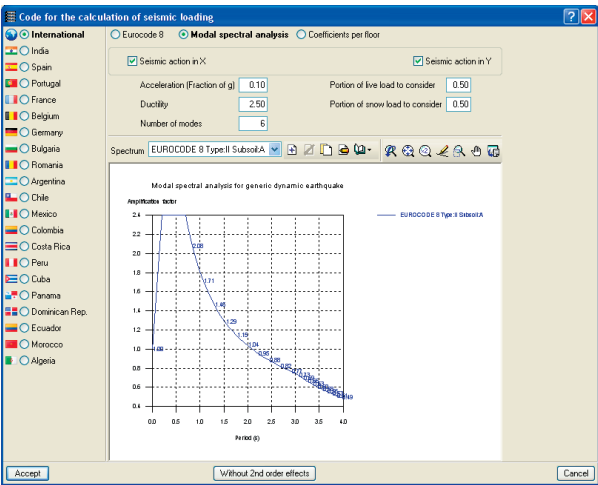 Code for the calculation of seismic loading
International
India
Spain
Portugal
France
Belgium
Germany
Bulgaria
Romania
Argentina
Chile
Mexico
Colombia
Costa Rica
Peru
Cuba
Panama
Dominican Rep.
Ecuador
Morocco
Algeria
Eurocode 8 Modal spectral analysis Coefficients per floor
Seismic action in X Seismic action in Y
Acceleration (Fraction of g) 0.10 Portion of live load to consider 0.50
Ductility 2.50 Portion of snow load to consider 0.50
Number of modes 6
Spectrum EUROCODE 8 Type:II Subsoil:A
Modal spectral analysis for generic dynamic earthquake
Amplification factor
EUROCODE 8 Type:II Subsoil:A
2.4
2.2
2.0
1.8
1.6
1.4
1.2
1.0
0.8
0.6
0.4
2.08
1.71
1.46
1.29
1.15
1.04
0.95
0.88
0.82
0.0 0.5 1.0 1.5 2.0 2.5 3.0 3.5 4.0
Period (s)
Accept Without 2nd order effects Cancel